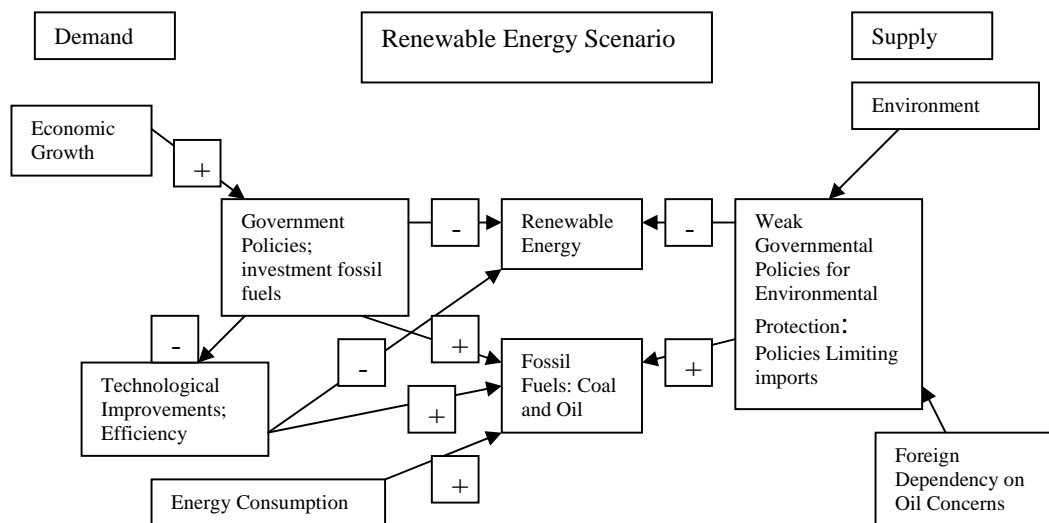 Demand
Renewable Energy Scenario
Supply
Economic
Growth
+
Environment
Government
Policies;
investment fossil
fuels
-
Renewable
Energy
-
Weak
Governmental
Policies for
Environmental
Protection:
Policies Limiting
imports
-
Technological
Improvements;
Efficiency
-
+
+
Fossil
Fuels: Coal
and Oil
+
Energy Consumption
+
Foreign
Dependency on
Oil Concerns